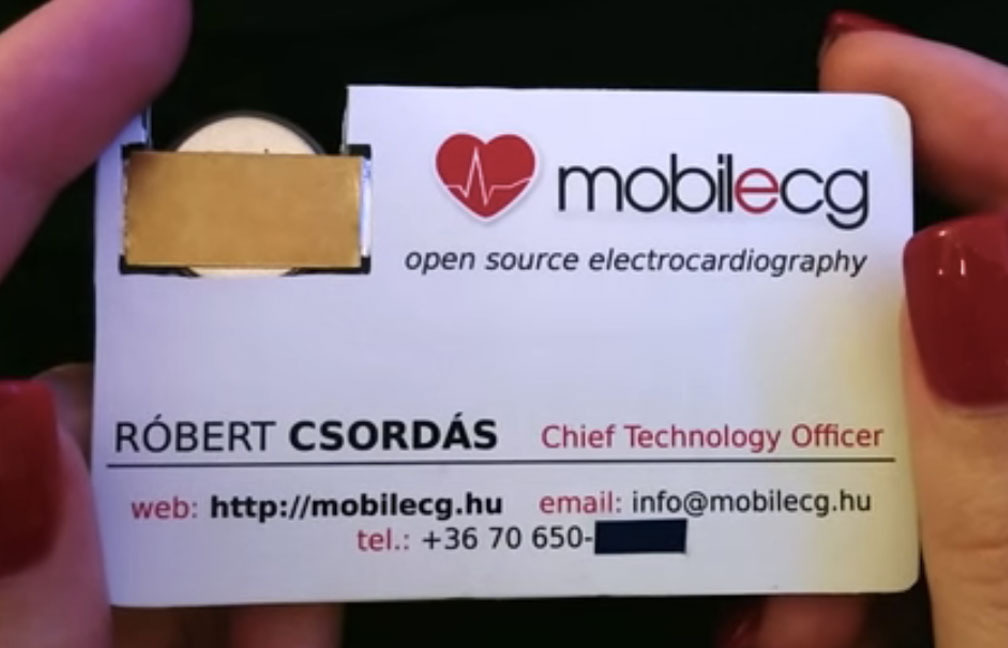 mobilecg
open source electrocardiography
RÓBERT CSORDÁS Chief Technology Officer
web: http://mobilecg.hu email: info@mobilecg.hu
tel.: +36 70 650-